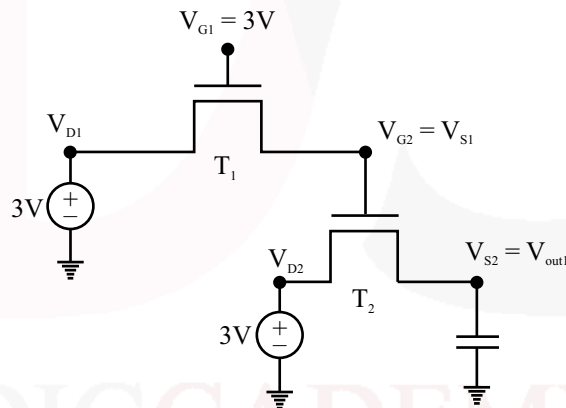 V_G1 = 3V
V_D1
V_G2 = V_S1
T_1
3V
+
−
V_S2 = V_out1
V_D2
T_2
3V
+
−